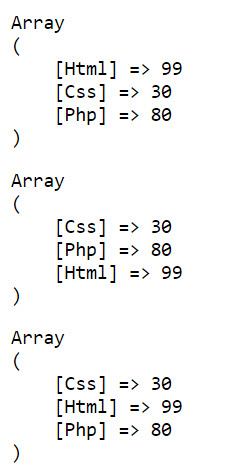 Array
(
    [Html] => 99
    [Css] => 30
    [Php] => 80
)

Array
(
    [Css] => 30
    [Php] => 80
    [Html] => 99
)

Array
(
    [Css] => 30
    [Html] => 99
    [Php] => 80
)